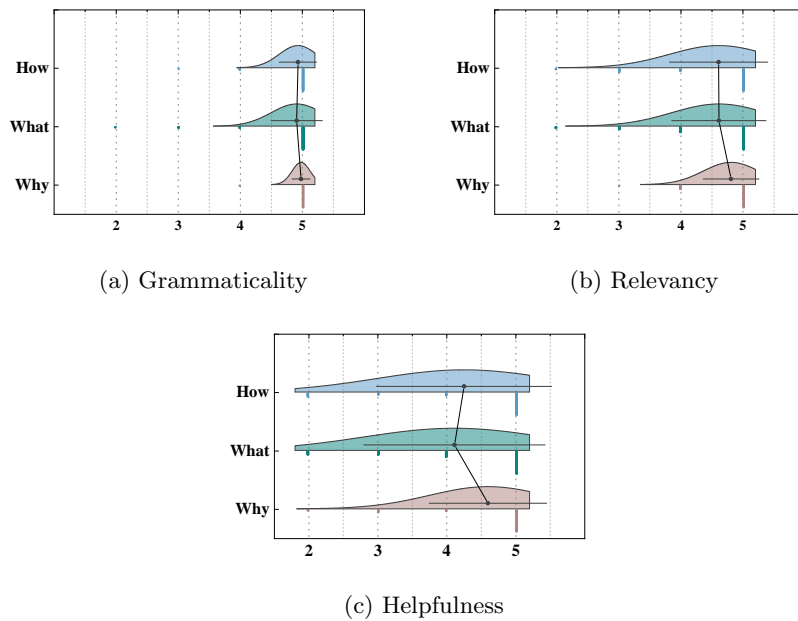 How
What
Why
2 3 4 5
(a) Grammaticality
How
What
Why
2 3 4 5
(b) Relevancy
How
What
Why
2 3 4 5
(c) Helpfulness